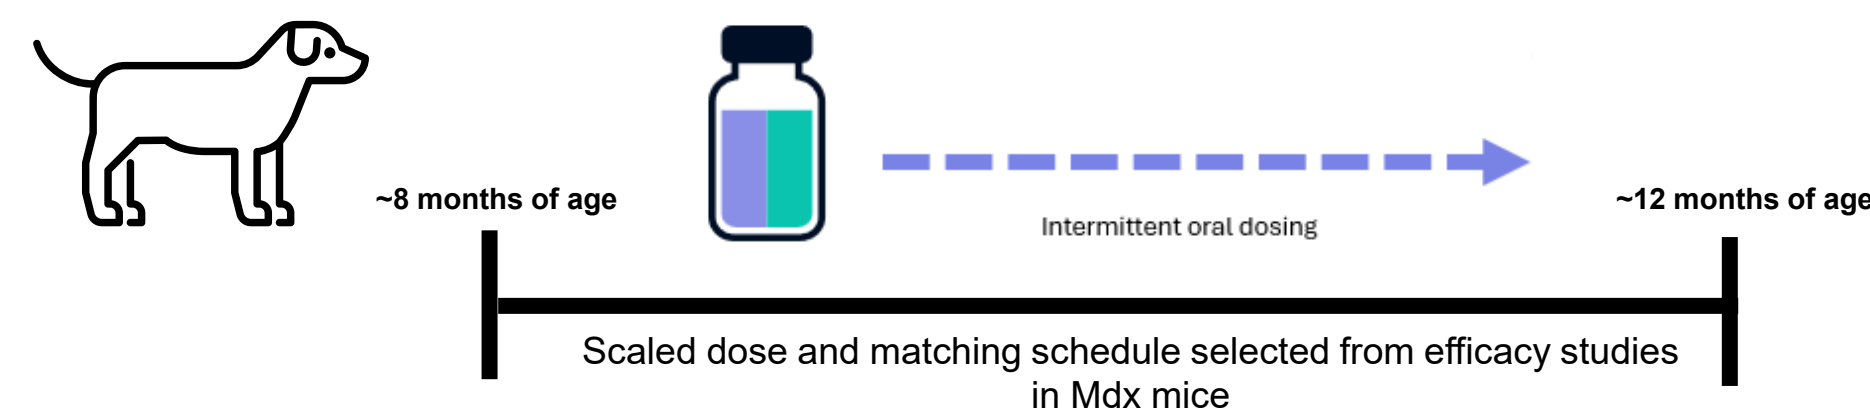 ~8 months of age
~12 months of age
Intermittent oral dosing
Scaled dose and matching schedule selected from efficacy studies
in Mdx mice